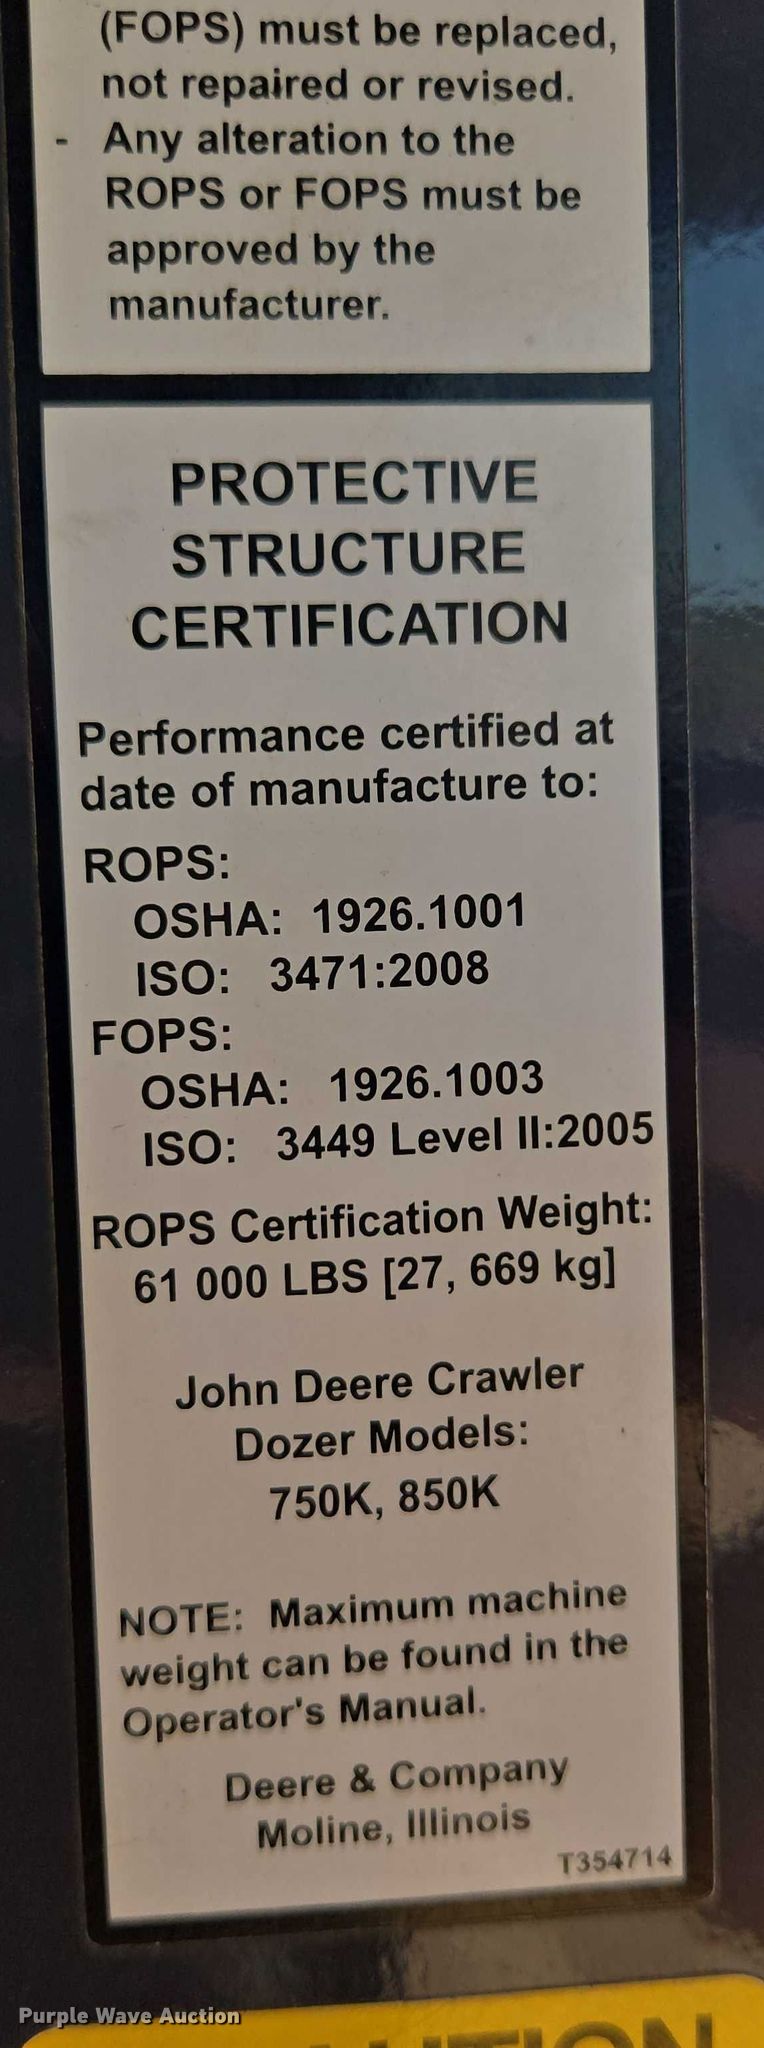 (FOPS) must be replaced,
not repaired or revised.
- Any alteration to the
ROPS or FOPS must be
approved by the
manufacturer.
PROTECTIVE
STRUCTURE
CERTIFICATION
Performance certified at
date of manufacture to:
ROPS:
OSHA: 1926.1001
ISO: 3471:2008
FOPS:
OSHA: 1926.1003
ISO: 3449 Level II:2005
ROPS Certification Weight:
61 000 LBS [27, 669 kg]
John Deere Crawler
Dozer Models:
750K, 850K
NOTE: Maximum machine
weight can be found in the
Operator's Manual.
Deere & Company
Moline, Illinois
T354714
Purple Wave Auction